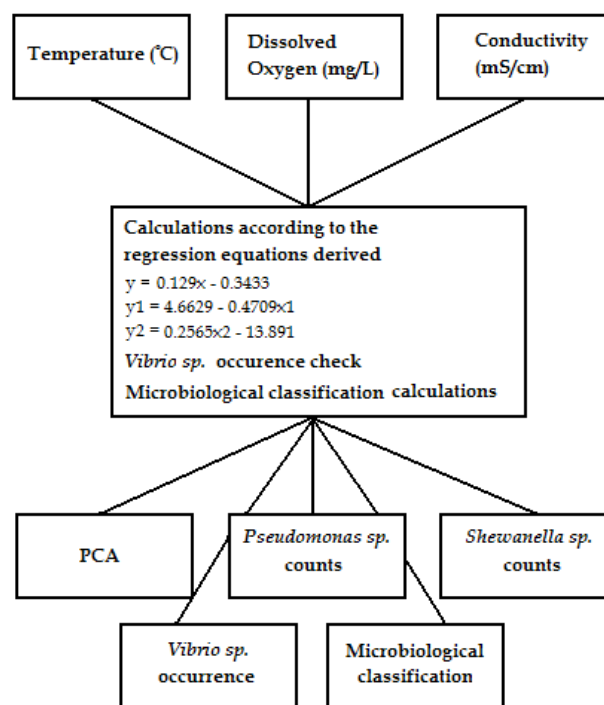 Temperature (°C)
Dissolved
Oxygen (mg/L)
Conductivity
(mS/cm)
Calculations according to the
regression equations derived
y = 0.129x - 0.3433
y1 = 4.6629 - 0.4709x1
y2 = 0.2565x2 - 13.891
Vibrio sp. occurence check
Microbiological classification calculations
PCA
Pseudomonas sp.
counts
Shewanella sp.
counts
Vibrio sp.
occurrence
Microbiological
classification